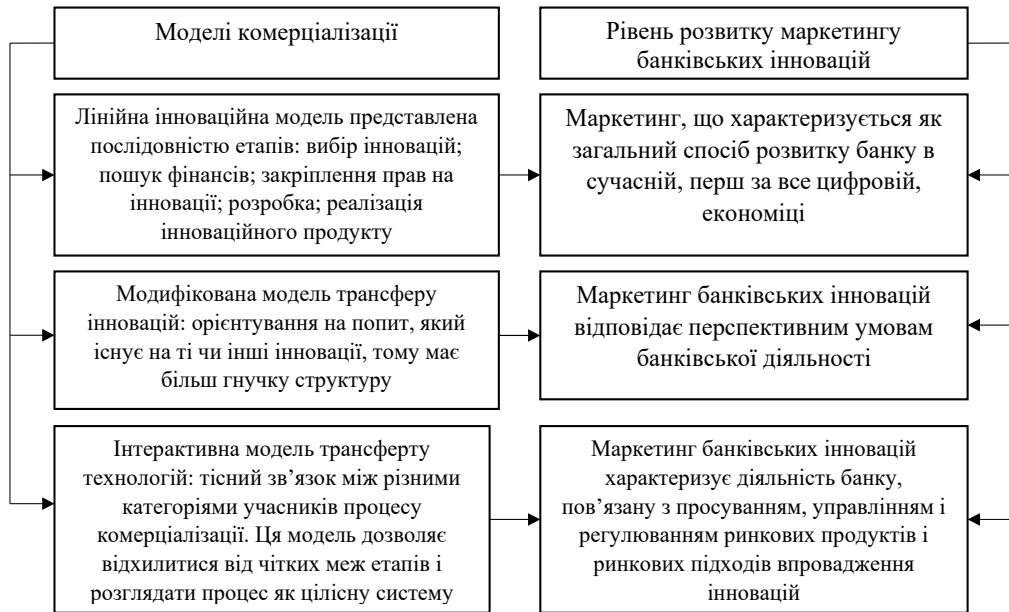 Моделі комерціалізації
Рівень розвитку маркетингу
банківських інновацій
Лінійна інноваційна модель представлена
послідовністю етапів: вибір інновацій;
пошук фінансів; закріплення прав на
інновації; розробка; реалізація
інноваційного продукту
Маркетинг, що характеризується як
загальний спосіб розвитку банку в
сучасній, перш за все цифровій,
економіці
Модифікована модель трансферу
інновацій: орієнтування на попит, який
існує на ті чи інші інновації, тому має
більш гнучку структуру
Маркетинг банківських інновацій
відповідає перспективним умовам
банківської діяльності
Інтерактивна модель трансферту
технологій: тісний зв’язок між різними
категоріями учасників процесу
комерціалізації. Ця модель дозволяє
відхилитися від чітких меж етапів і
розглядати процес як цілісну систему
Маркетинг банківських інновацій
характеризує діяльність банку,
пов’язану з просуванням, управлінням і
регулюванням ринкових продуктів і
ринкових підходів впровадження
інновацій